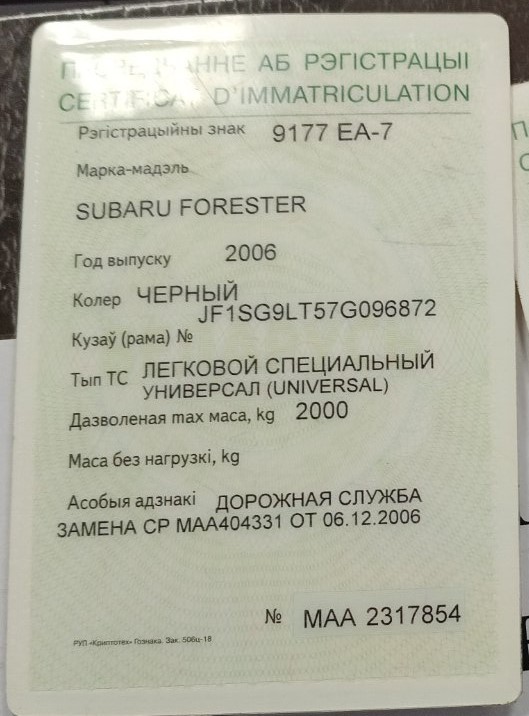 АБ РЭГІСТРАЦЫІ
CERTIFICAT D'IMMATRICULATION
Рэгістрацыйны знак 9177 EA-7
Марка-мадэль
SUBARU FORESTER
Год выпуску 2006
Колер ЧЕРНЫЙ
JF1SG9LT57G096872
Кузаў (рама) №
Тып ТС ЛЕГКОВОЙ СПЕЦИАЛЬНЫЙ
УНИВЕРСАЛ (UNIVERSAL)
Дазволеная max маса, kg 2000
Маса без нагрузкі, kg
Асобыя адзнакі ДОРОЖНАЯ СЛУЖБА
ЗАМЕНА СР МАА404331 ОТ 06.12.2006
№ МАА 2317854
РУП «Криптотех» Гознака. Зак. 506ц-18